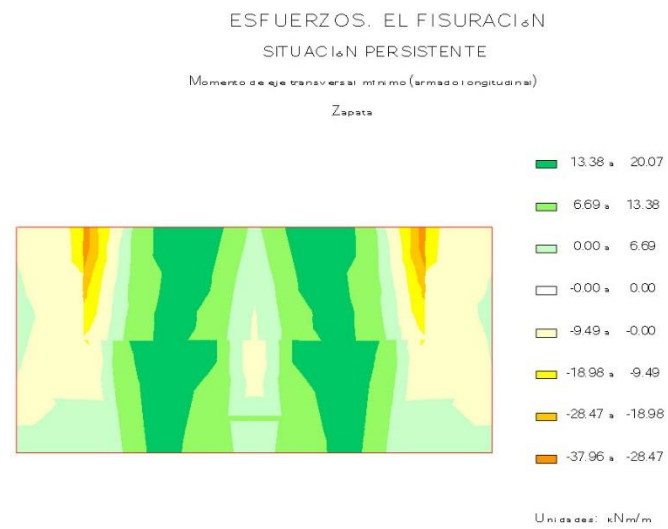 ESFUERZOS. EL FISURACIÓN
SITUACIÓN PERSISTENTE
Momento de eje transversal mínimo (armado longitudinal)
Zapata
13.38 a 20.07
6.69 a 13.38
0.00 a 6.69
-0.00 a 0.00
-9.49 a -0.00
-18.98 a -9.49
-28.47 a -18.98
-37.96 a -28.47
Unidades: kNm/m